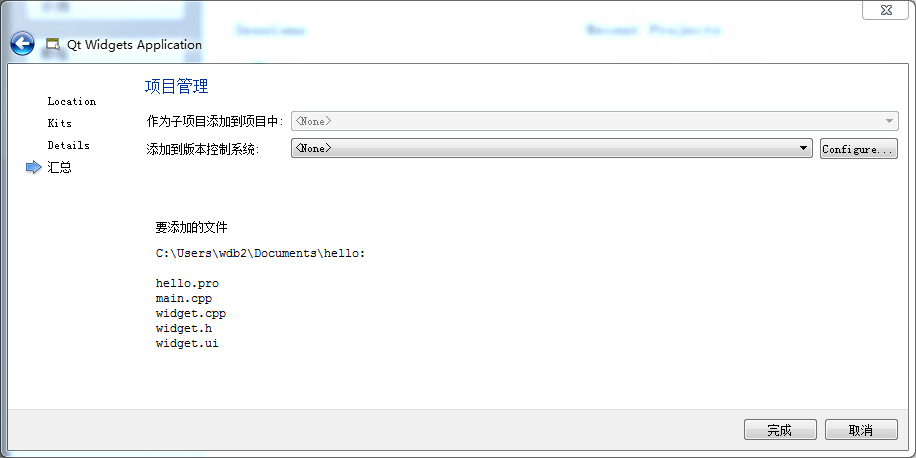 Sessions
Recent Projects
Qt Widgets Application
项目管理
Location
作为子项目添加到项目中:
<None>
Kits
添加到版本控制系统:
<None>
Configure...
Details
汇总
要添加的文件
C:\Users\wdb2\Documents\hello:
hello.pro
main.cpp
widget.cpp
widget.h
widget.ui
完成
取消